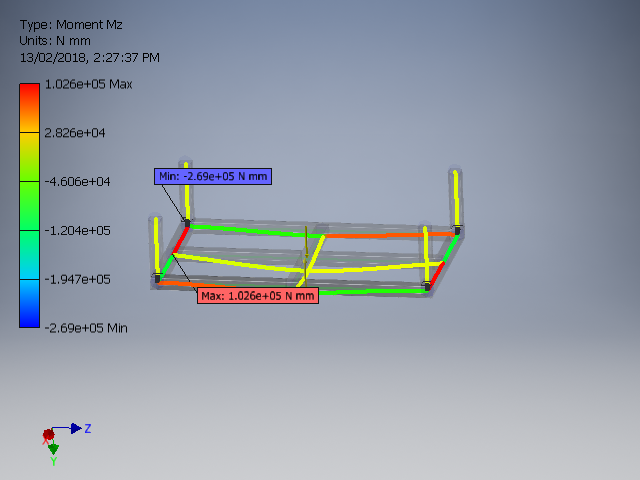 Type: Moment Mz
Units: N mm
13/02/2018, 2:27:37 PM
1.026e+05 Max
2.826e+04
-4.606e+04
-1.204e+05
-1.947e+05
-2.69e+05 Min
Min: -2.69e+05 N mm
Max: 1.026e+05 N mm
Z
X
Y